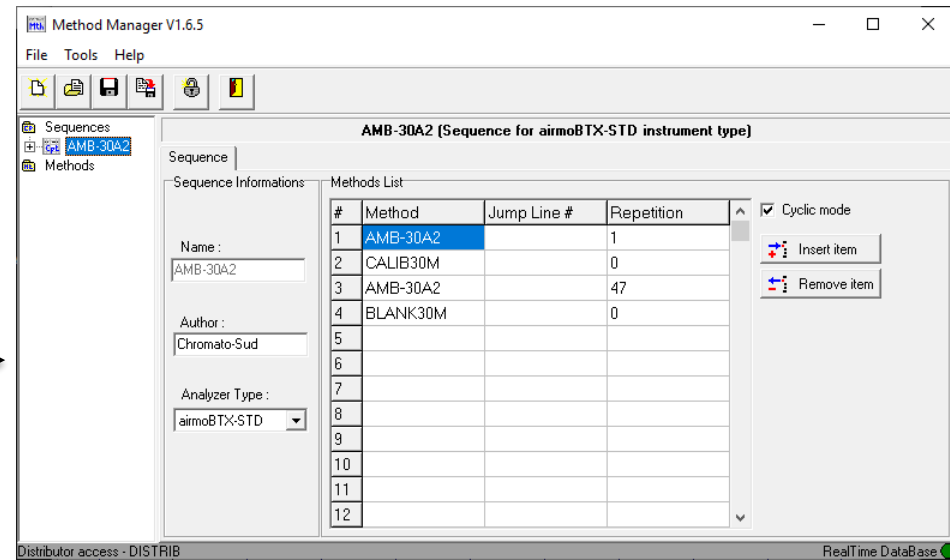 Method Manager V1.6.5
File Tools Help
Sequences
AMB-30A2
Methods
AMB-30A2 (Sequence for airmoBTX-STD instrument type)
Sequence
Sequence Informations
Name :
AMB-30A2
Author :
Chromato-Sud
Analyzer Type :
airmoBTX-STD
Methods List
# Method Jump Line # Repetition
1 AMB-30A2 1
2 CALIB30M 0
3 AMB-30A2 47
4 BLANK30M 0
5
6
7
8
9
10
11
12
Cyclic mode
Insert item
Remove item
Distributor access - DISTRIB RealTime DataBase